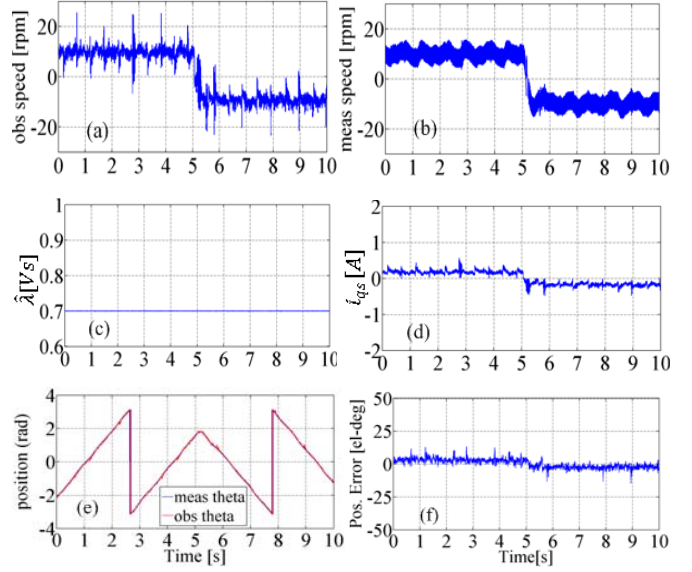 obs speed [rpm]
20
0
-20
(a)
0 1 2 3 4 5 6 7 8 9 10
meas speed [rpm]
20
0
-20
(b)
0 1 2 3 4 5 6 7 8 9 10
λ̂[Vs]
1
0.9
0.8
0.7
0.6
(c)
0 1 2 3 4 5 6 7 8 9 10
i_qs [A]
2
1
0
-1
-2
(d)
0 1 2 3 4 5 6 7 8 9 10
position (rad)
4
2
0
-2
-4
(e)
meas theta
obs theta
0 1 2 3 4 5 6 7 8 9 10
Time [s]
Pos. Error [el-deg]
50
25
0
-25
-50
(f)
0 1 2 3 4 5 6 7 8 9 10
Time[s]